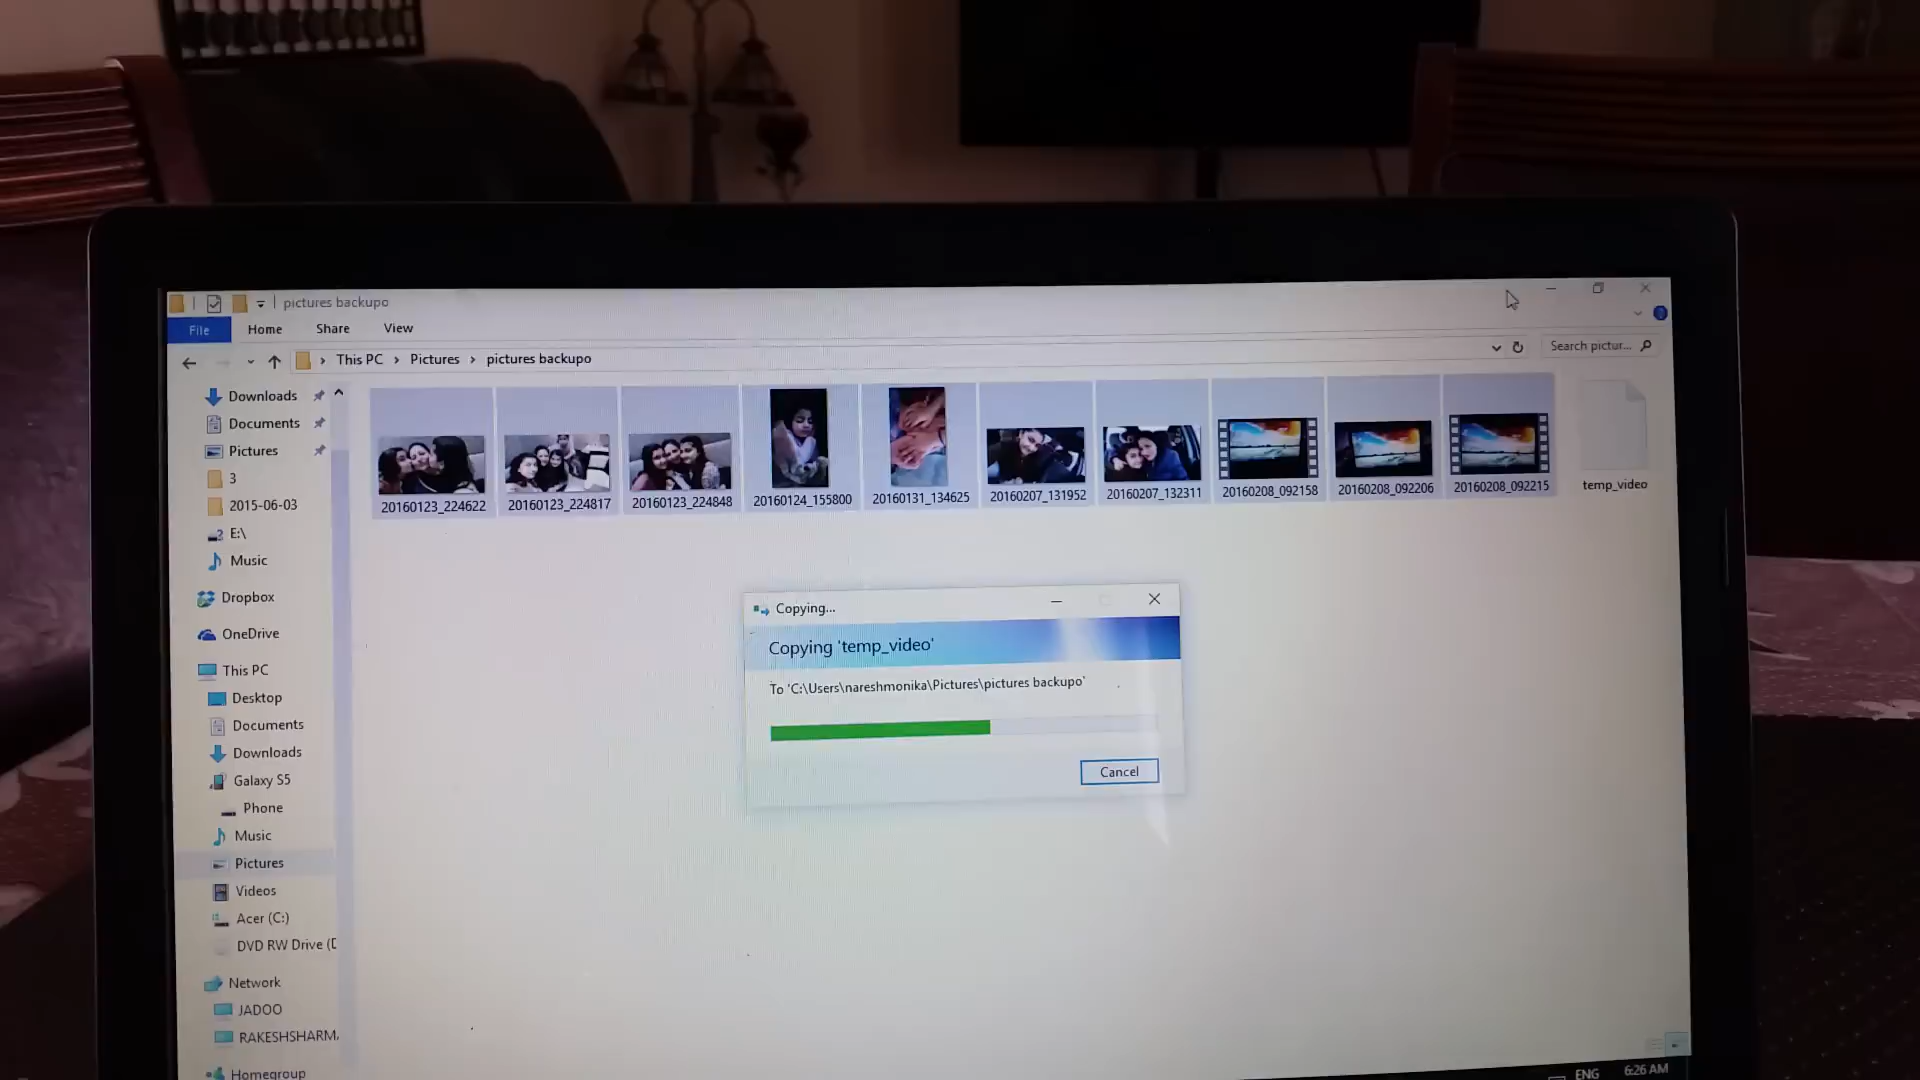 pictures backupo
File Home Share View
This PC > Pictures > pictures backupo
Search pictur...
Downloads
Documents
Pictures
3
2015-06-03
E:\
Music
Dropbox
OneDrive
This PC
Desktop
Documents
Downloads
Galaxy S5
Phone
Music
Pictures
Videos
Acer (C:)
DVD RW Drive (D
Network
JADOO
RAKESHSHARM
Homegroup
20160123_224622 20160123_224817 20160123_224848 20160124_155800 20160131_134625 20160207_131952 20160207_132311 20160208_092158 20160208_092206 20160208_092215 temp_video
Copying...
Copying 'temp_video'
To 'C:\Users\nareshmonika\Pictures\pictures backupo'
Cancel
ENG 6:26 AM